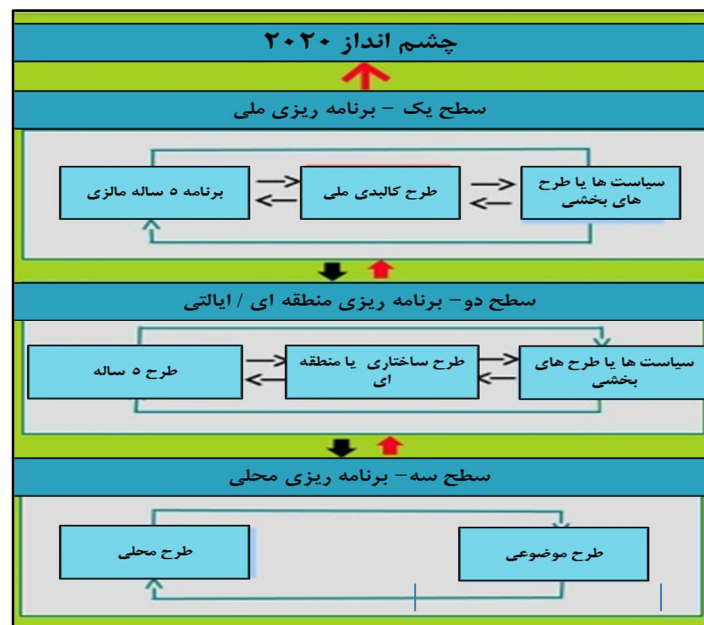 چشم انداز ۲۰۲۰
سطح یک - برنامه ریزی ملی
سیاست ها یا طرح
های بخشی
طرح کالبدی ملی
برنامه ۵ ساله مالزی
سطح دو- برنامه ریزی منطقه ای / ایالتی
سیاست ها یا طرح های
بخشی
طرح ساختاری یا منطقه
ای
طرح ۵ ساله
سطح سه- برنامه ریزی محلی
طرح موضوعی
طرح محلی